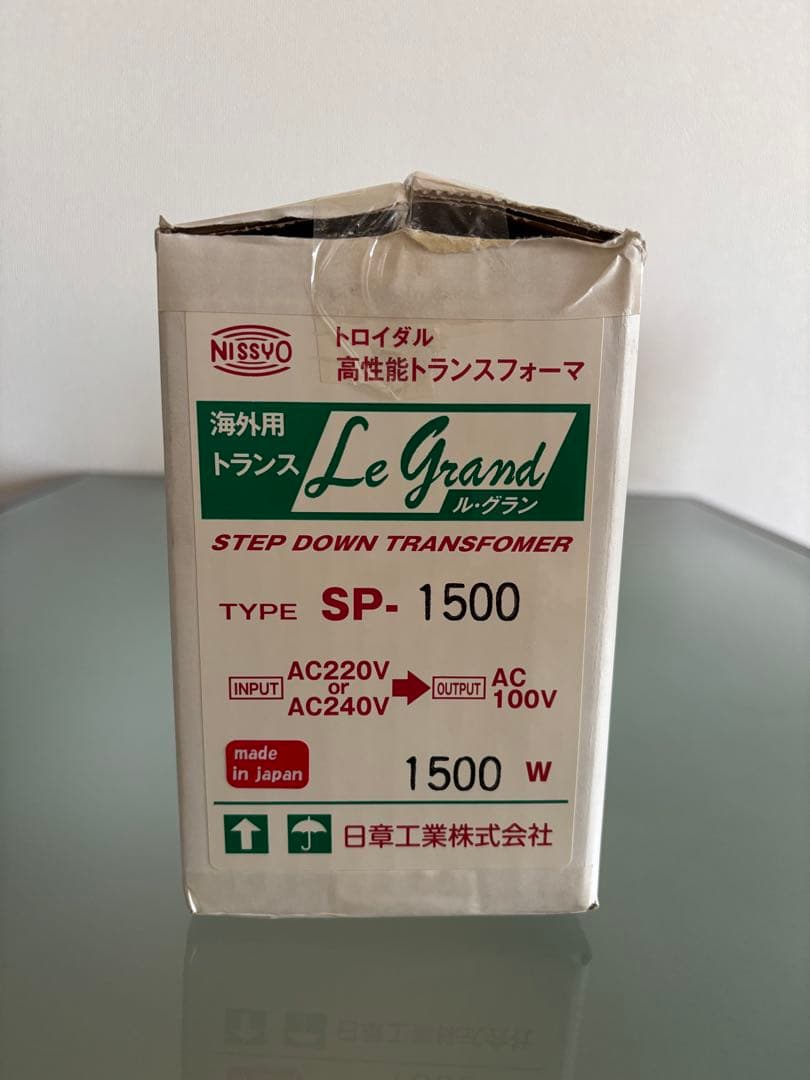 NISSYO
トロイダル
高性能トランスフォーマ
海外用
トランス
Le Grand
ル・グラン
STEP DOWN TRANSFOMER
TYPE SP- 1500
INPUT AC220V or AC240V OUTPUT AC 100V
made
in japan
1500 W
日章工業株式会社